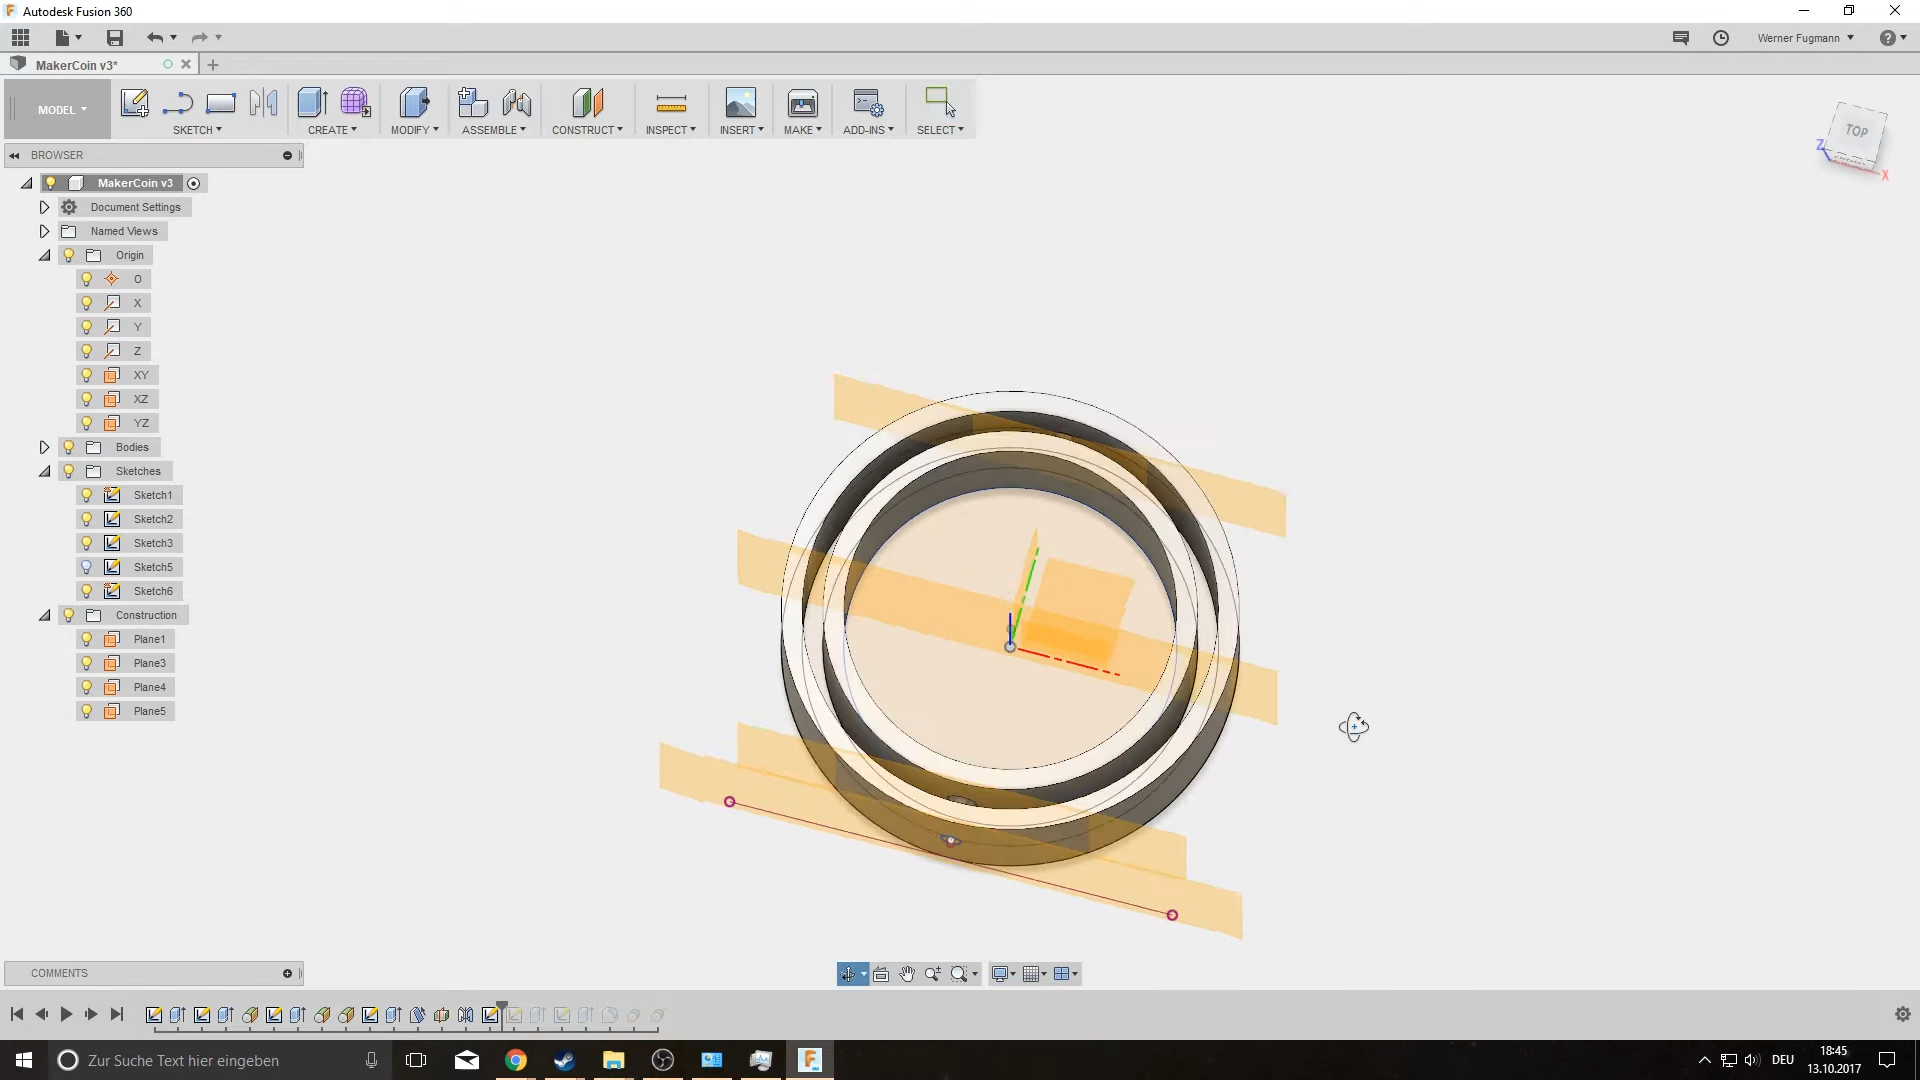 Autodesk Fusion 360
Werner Fugmann
MakerCoin v3*
MODEL
SKETCH
CREATE
MODIFY
ASSEMBLE
CONSTRUCT
INSPECT
INSERT
MAKE
ADD-INS
SELECT
TOP
Z
X
BROWSER
MakerCoin v3
Document Settings
Named Views
Origin
O
X
Y
Z
XY
XZ
YZ
Bodies
Sketches
Sketch1
Sketch2
Sketch3
Sketch5
Sketch6
Construction
Plane1
Plane3
Plane4
Plane5
COMMENTS
Zur Suche Text hier eingeben
DEU
18:45
13.10.2017